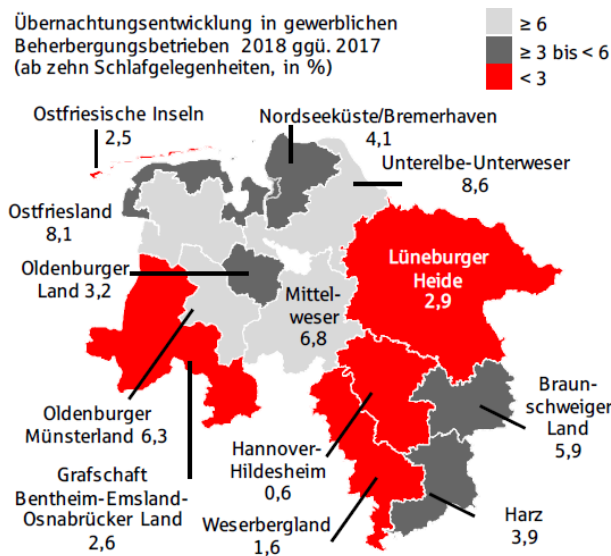 Übernachtungsentwicklung in gewerblichen
Beherbergungsbetrieben 2018 ggü. 2017
(ab zehn Schlafgelegenheiten, in %)
≥ 6
≥ 3 bis < 6
< 3
Ostfriesische Inseln
2,5
Nordseeküste/Bremerhaven
4,1
Unterelbe-Unterweser
8,6
Ostfriesland
8,1
Oldenburger
Land 3,2
Lüneburger
Heide
2,9
Mittel-
weser
6,8
Oldenburger
Münsterland 6,3
Braun-
schweiger
Land
5,9
Hannover-
Hildesheim
0,6
Grafschaft
Bentheim-Emsland-
Osnabrücker Land
2,6
Weserbergland
1,6
Harz
3,9